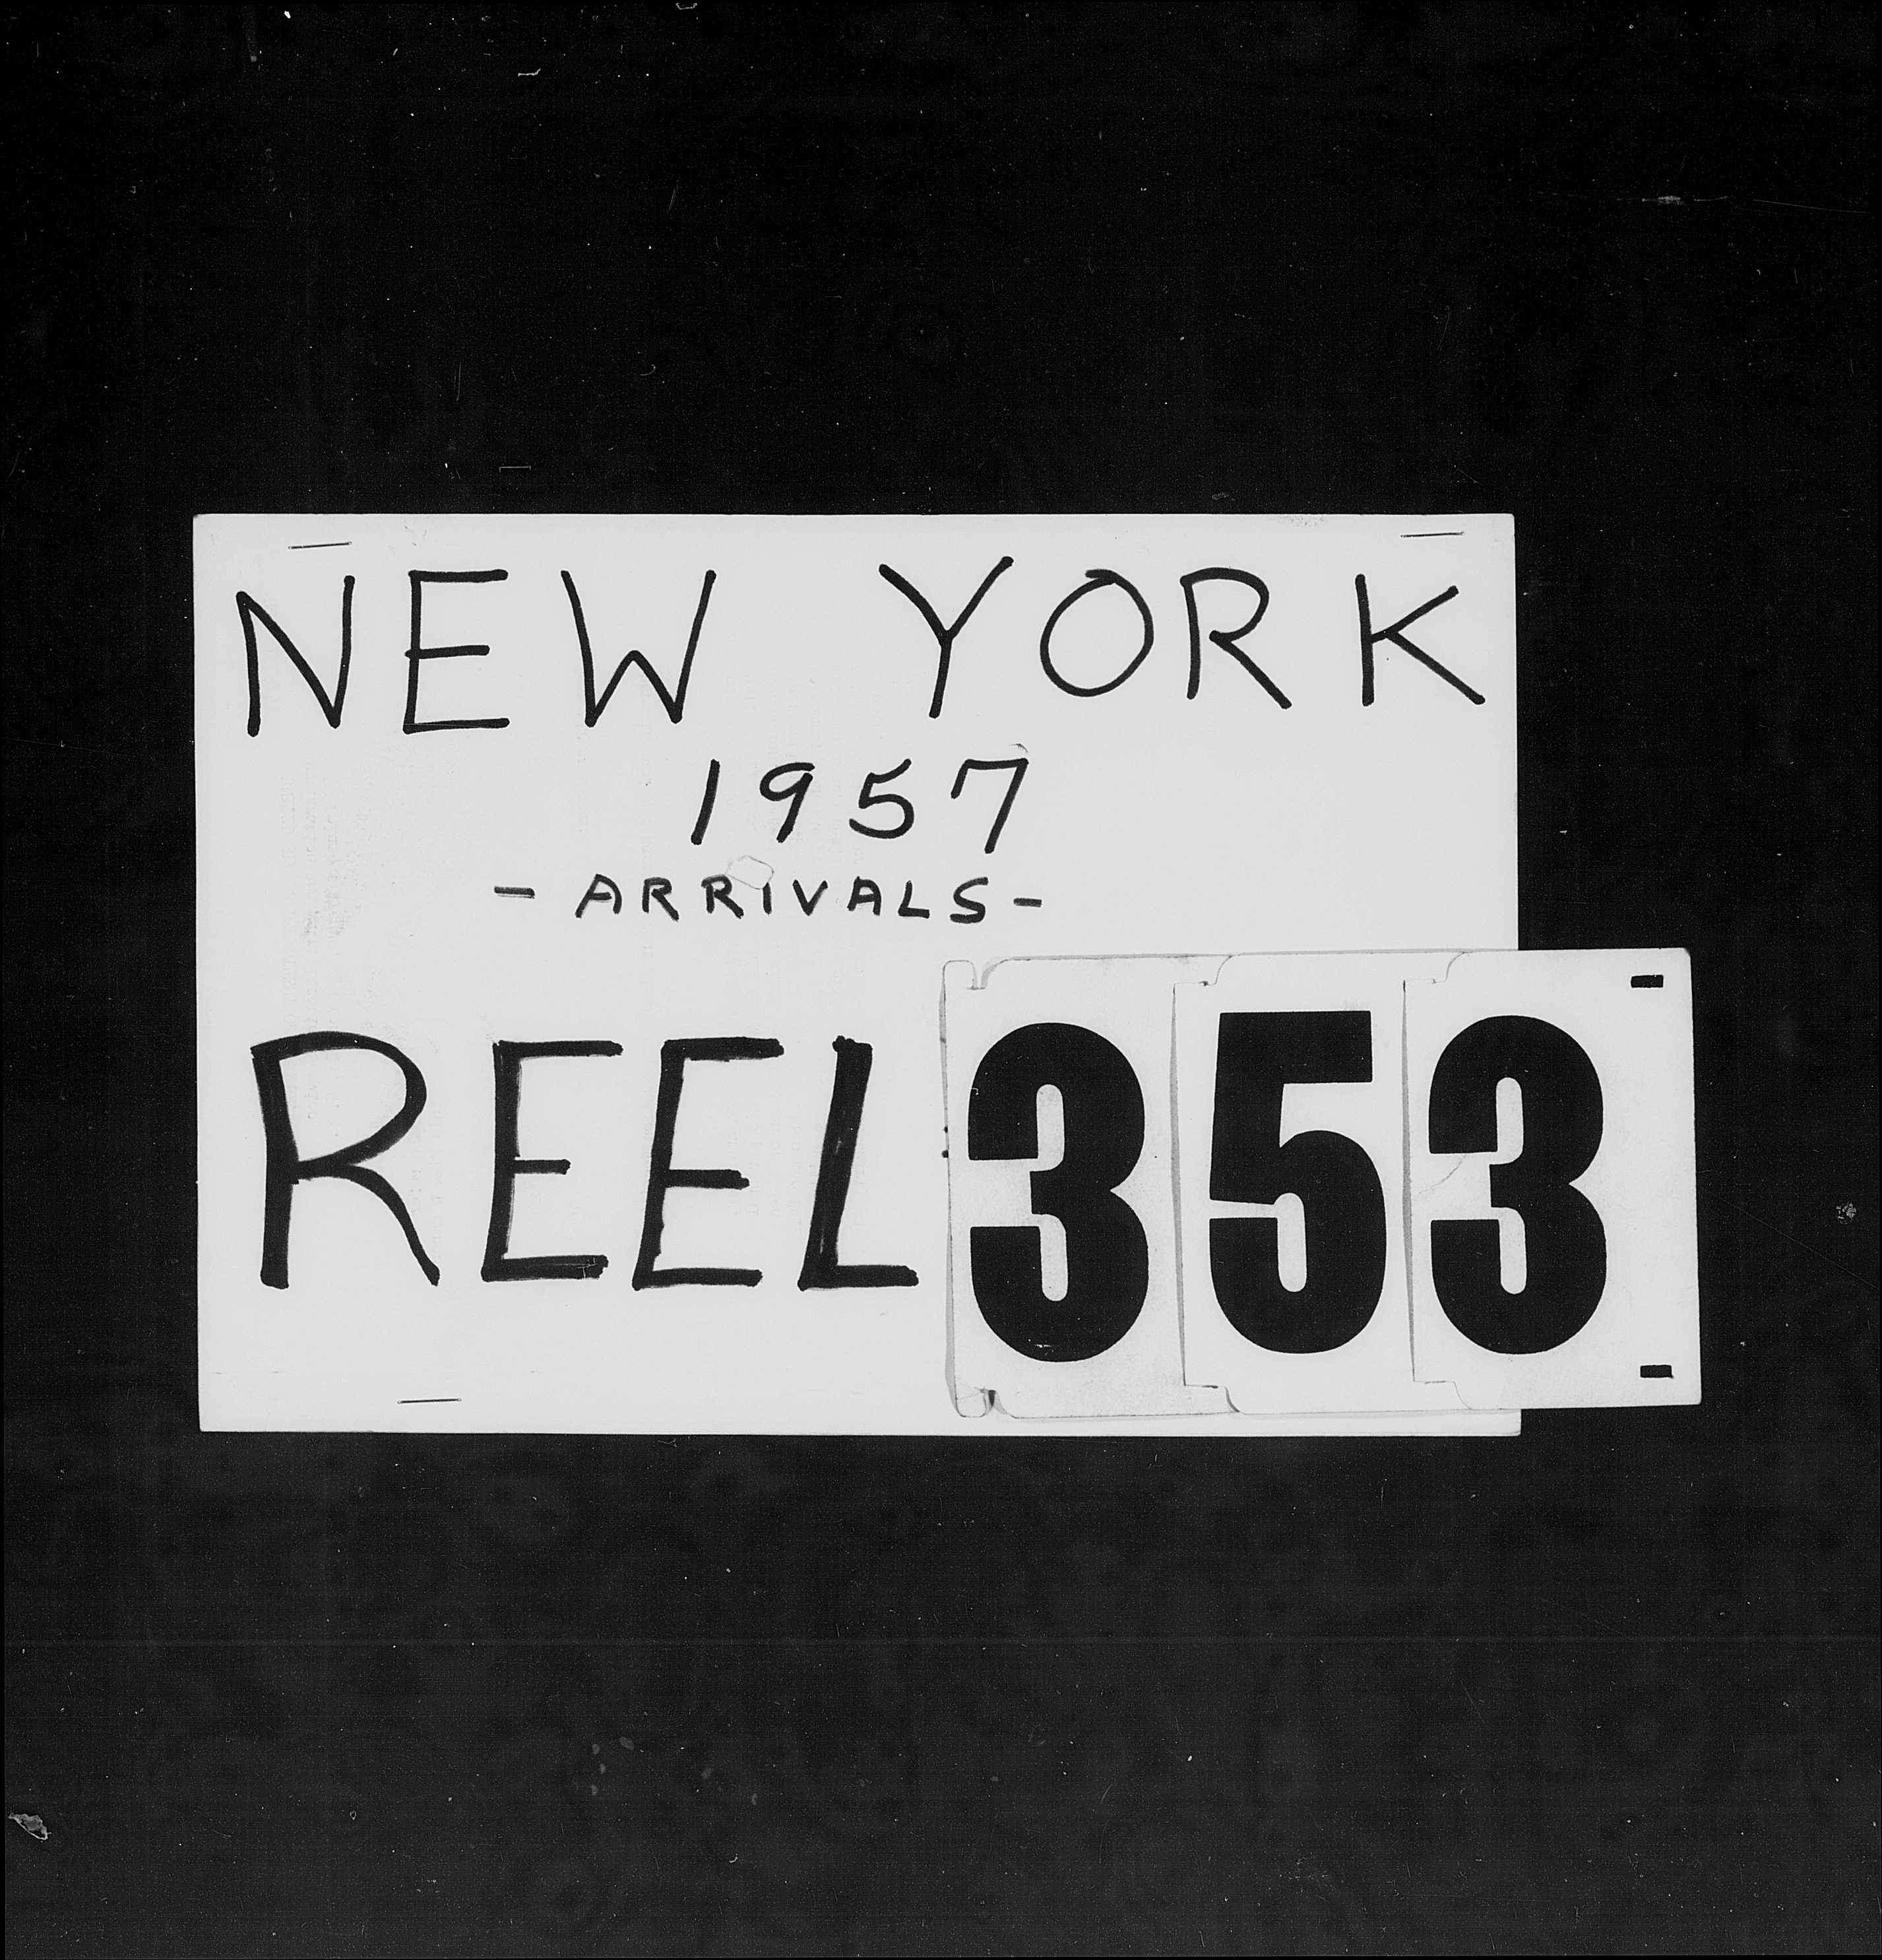 NEW YORK
1957
- ARRIVALS -
REEL 353